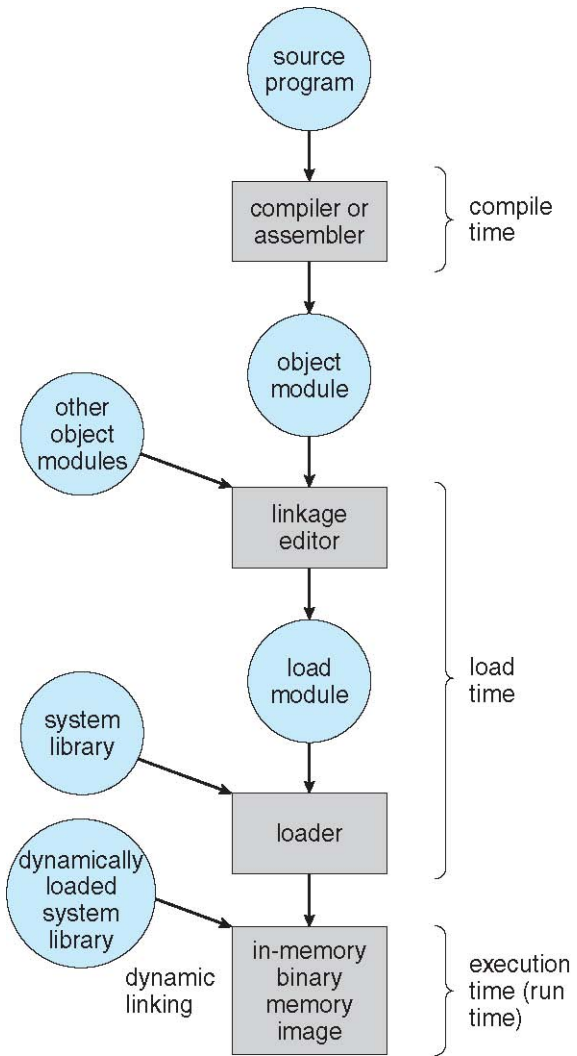 source
program
compiler or
assembler
compile
time
object
module
other
object
modules
linkage
editor
load
module
load
time
system
library
loader
dynamically
loaded
system
library
dynamic
linking
in-memory
binary
memory
image
execution
time (run
time)